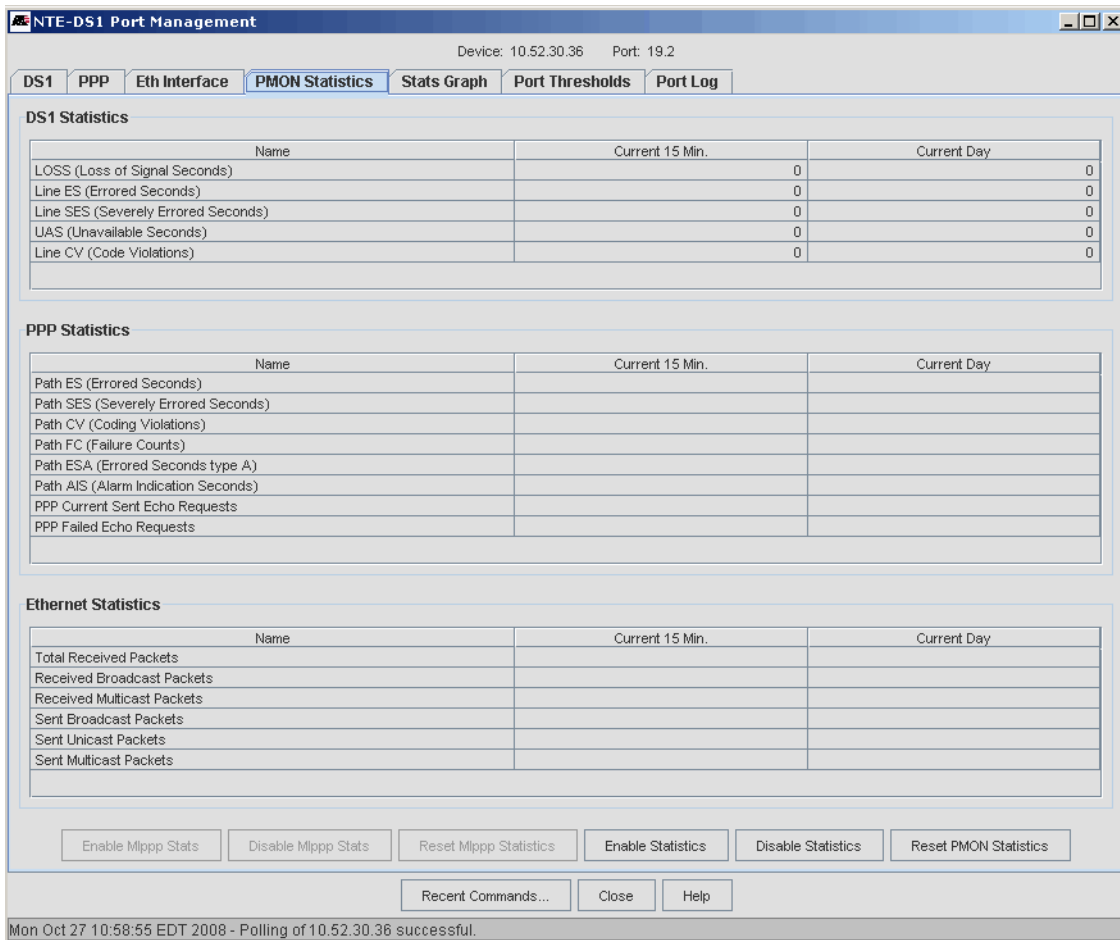 NTE-DS1 Port Management
Device: 10.52.30.36 Port: 19.2
DS1 PPP Eth Interface PMON Statistics Stats Graph Port Thresholds Port Log
DS1 Statistics
Name Current 15 Min. Current Day
LOSS (Loss of Signal Seconds) 0 0
Line ES (Errored Seconds) 0 0
Line SES (Severely Errored Seconds) 0 0
UAS (Unavailable Seconds) 0 0
Line CV (Code Violations) 0 0
PPP Statistics
Name Current 15 Min. Current Day
Path ES (Errored Seconds)
Path SES (Severely Errored Seconds)
Path CV (Coding Violations)
Path FC (Failure Counts)
Path ESA (Errored Seconds type A)
Path AIS (Alarm Indication Seconds)
PPP Current Sent Echo Requests
PPP Failed Echo Requests
Ethernet Statistics
Name Current 15 Min. Current Day
Total Received Packets
Received Broadcast Packets
Received Multicast Packets
Sent Broadcast Packets
Sent Unicast Packets
Sent Multicast Packets
Enable Mlppp Stats Disable Mlppp Stats Reset Mlppp Statistics Enable Statistics Disable Statistics Reset PMON Statistics
Recent Commands... Close Help
Mon Oct 27 10:58:55 EDT 2008 - Polling of 10.52.30.36 successful.